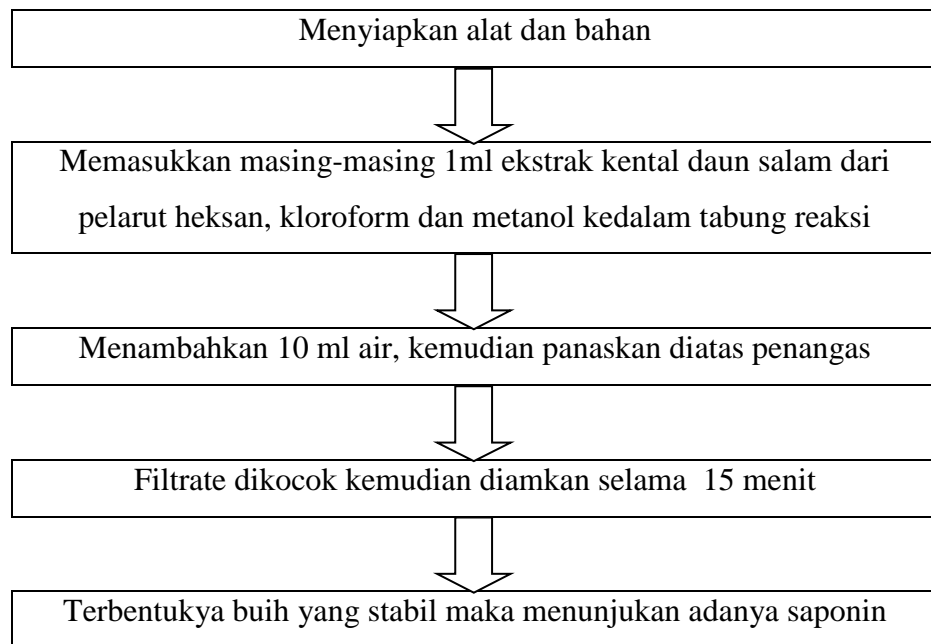 Menyiapkan alat dan bahan
Memasukkan masing-masing 1ml ekstrak kental daun salam dari
pelarut heksan, kloroform dan metanol kedalam tabung reaksi
Menambahkan 10 ml air, kemudian panaskan diatas penangas
Filtrate dikocok kemudian diamkan selama 15 menit
Terbentukya buih yang stabil maka menunjukan adanya saponin